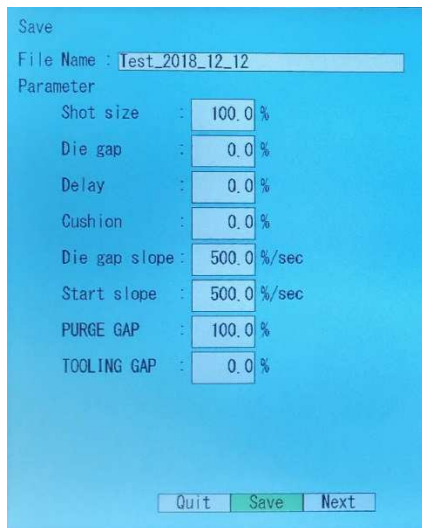 Save
File Name : Test_2018_12_12
Parameter
Shot size : 100.0 %
Die gap : 0.0 %
Delay : 0.0 %
Cushion : 0.0 %
Die gap slope : 500.0 %/sec
Start slope : 500.0 %/sec
PURGE GAP : 100.0 %
TOOLING GAP : 0.0 %
Quit Save Next